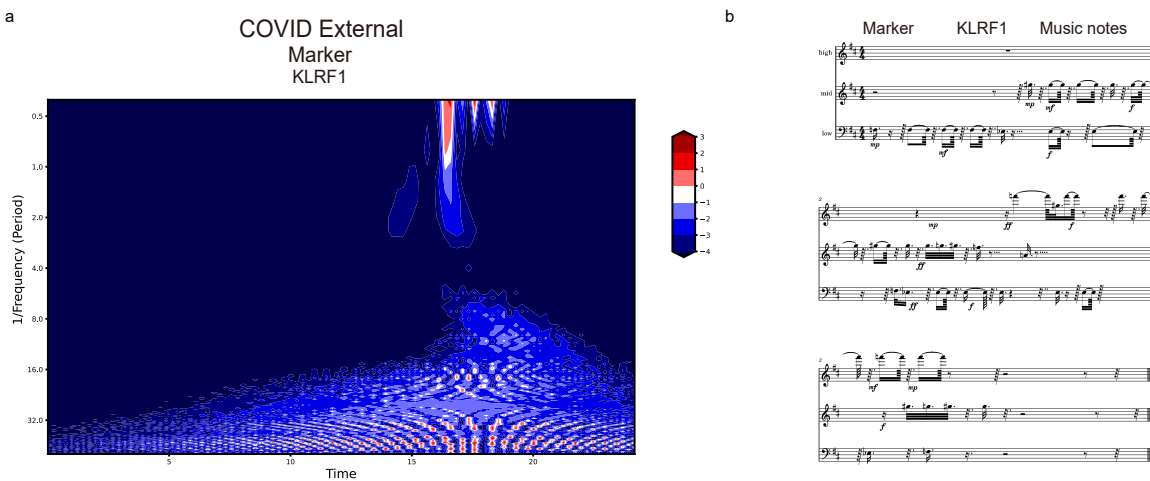 a
COVID External
Marker
KLRF1
1/Frequency (Period)
0.5
1.0
2.0
4.0
8.0
16.0
32.0
5 10 15 20
Time
3
2
1
0
−1
−2
−3
−4
b
Marker KLRF1 Music notes
high
mid
mp mf f
low
mp mf f
2
mp ff f
ff
ff f
3
mf mp
f